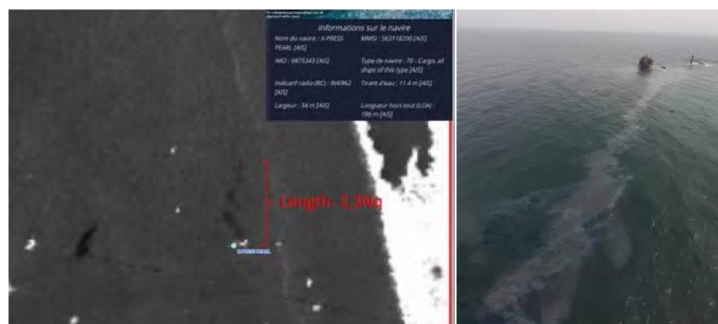 Informations sur le navire
Nom du navire : X-PRESS PEARL [AIS]
MMSI : 563118200 [AIS]
IMO : 9875343 [AIS]
Type de navire : 70 - Cargo, all ships of this type [AIS]
Indicatif radio (RC) : 9V6962 [AIS]
Tirant d'eau : 11.4 m [AIS]
Largeur : 34 m [AIS]
Longueur hors-tout (LOA) : 186 m [AIS]
Length: 2.3Nq